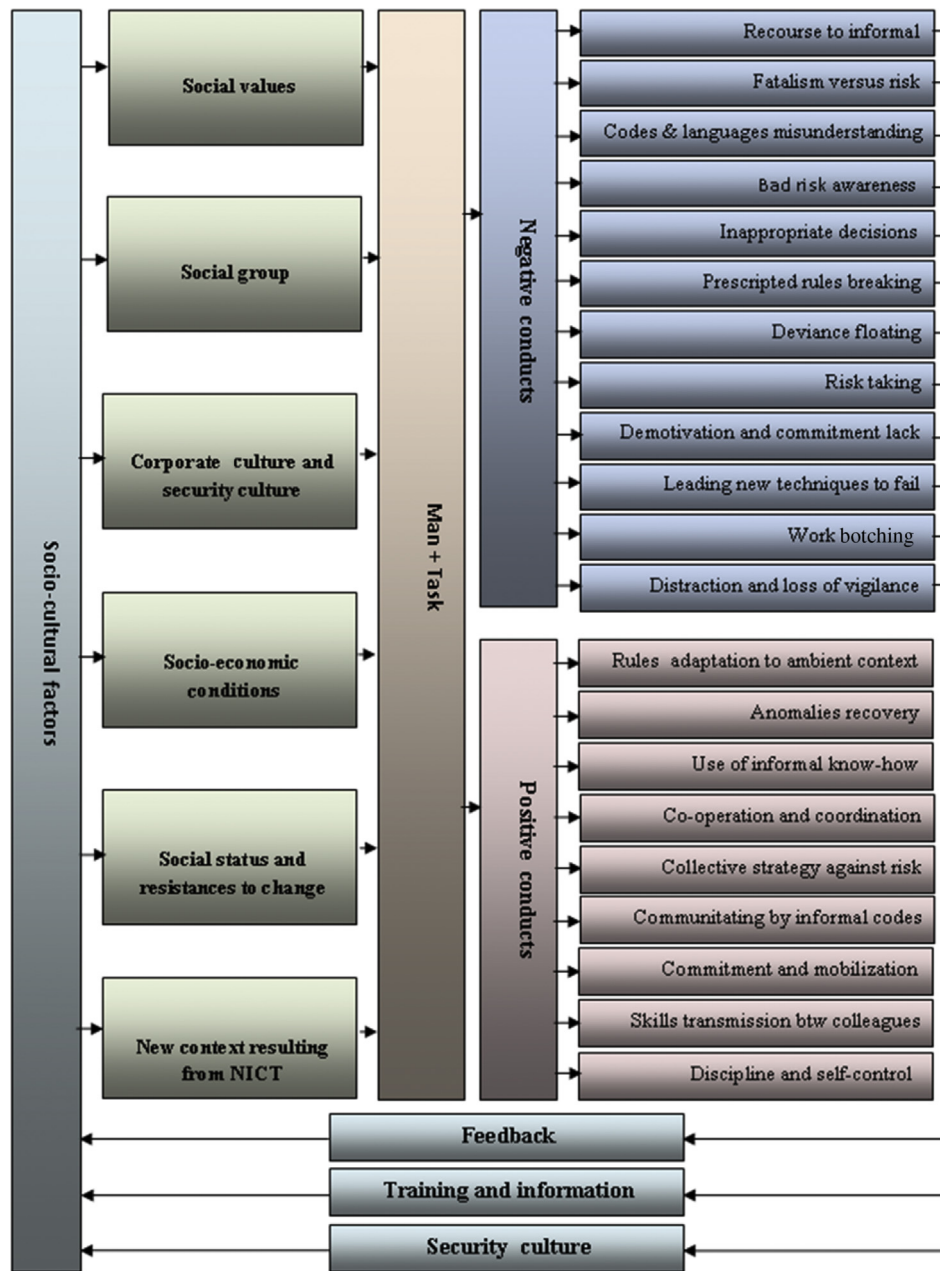 Socio-cultural factors
Social values
Social group
Corporate culture and
security culture
Socio-economic
conditions
Social status and
resistances to change
New context resulting
from NICT
Man + Task
Negative conducts
Recourse to informal
Fatalism versus risk
Codes & languages misunderstanding
Bad risk awareness
Inappropriate decisions
Prescripted rules breaking
Deviance floating
Risk taking
Demotivation and commitment lack
Leading new techniques to fail
Work botching
Distraction and loss of vigilance
Positive conducts
Rules adaptation to ambient context
Anomalies recovery
Use of informal know-how
Co-operation and coordination
Collective strategy against risk
Communitating by informal codes
Commitment and mobilization
Skills transmission btw colleagues
Discipline and self-control
Feedback
Training and information
Security culture